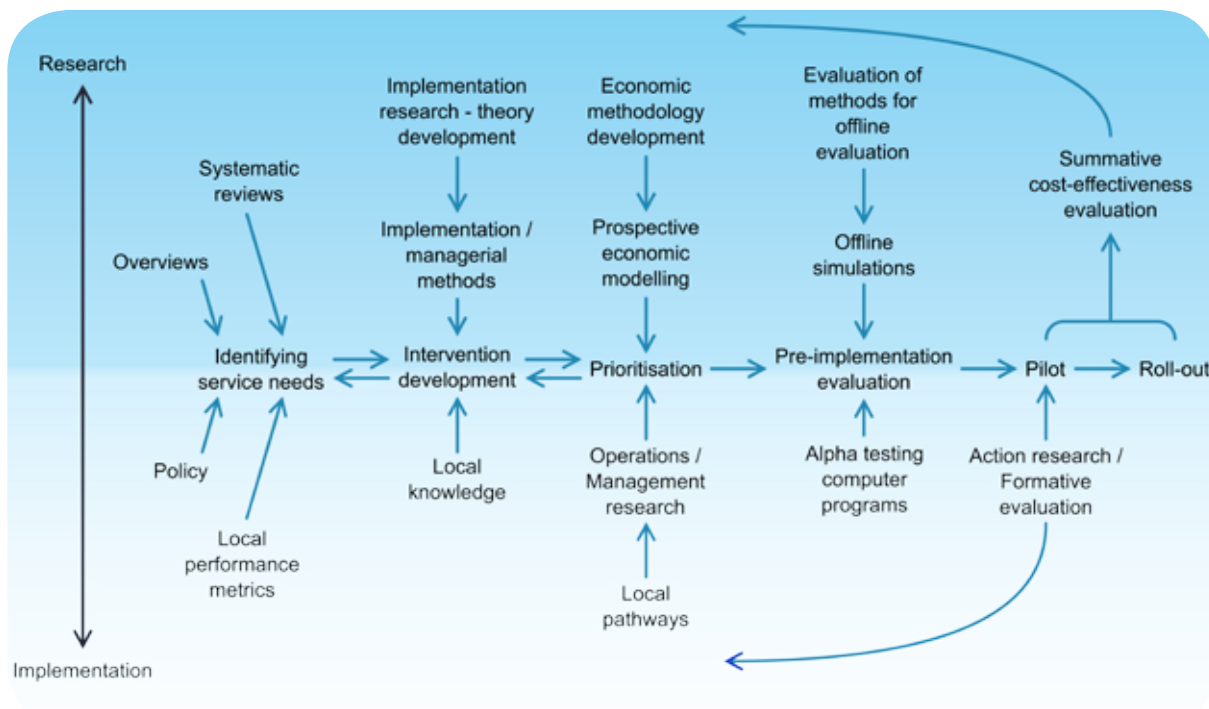 Research
Implementation
research - theory
development
Economic
methodology
development
Evaluation of
methods for
offline
evaluation
Systematic
reviews
Summative
cost-effectiveness
evaluation
Overviews
Implementation /
managerial
methods
Prospective
economic
modelling
Offline
simulations
Identifying
service needs
Intervention
development
Prioritisation
Pre-implementation
evaluation
Pilot
Roll-out
Policy
Local
knowledge
Operations /
Management
research
Alpha testing
computer
programs
Action research /
Formative
evaluation
Local
performance
metrics
Local
pathways
Implementation